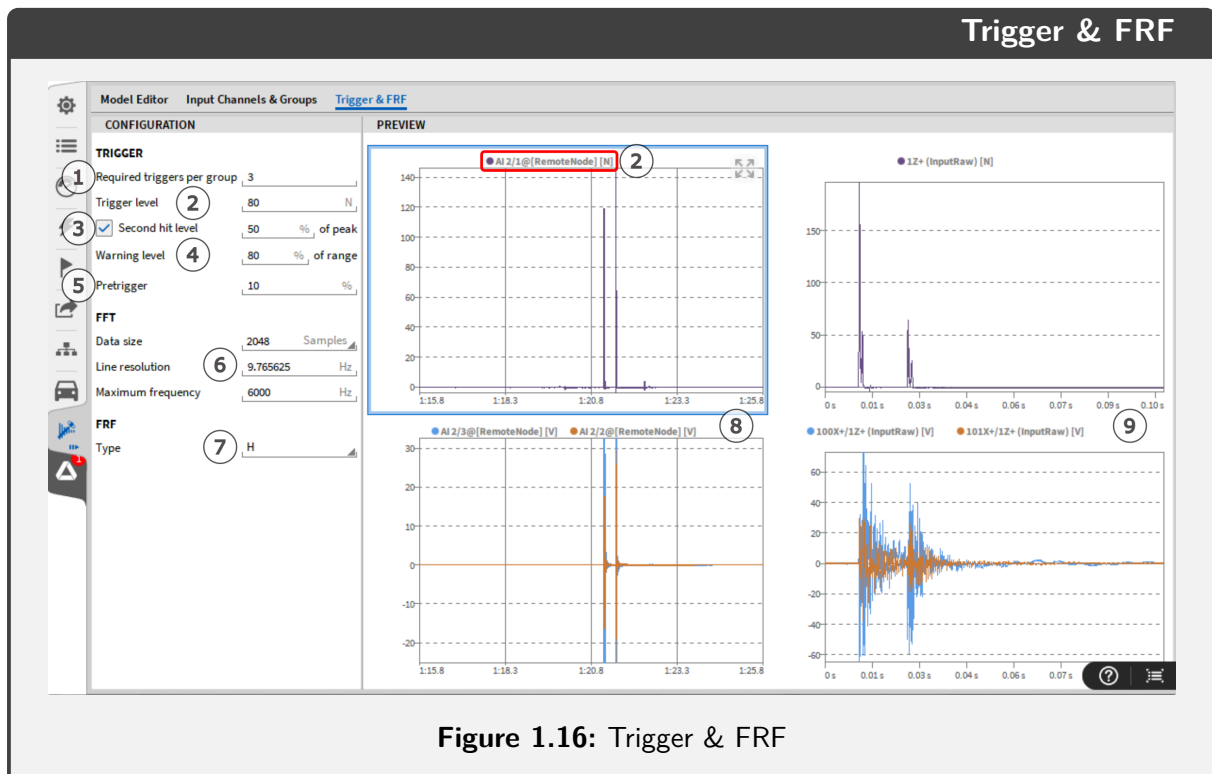 Trigger & FRF
Model Editor Input Channels & Groups Trigger & FRF
CONFIGURATION
TRIGGER
1 Required triggers per group 3
Trigger level 2 80 N
3 Second hit level 50 % of peak
Warning level 4 80 % of range
5 Pretrigger 10 %
FFT
Data size 2048 Samples
Line resolution 6 9.765625 Hz
Maximum frequency 6000 Hz
FRF
Type 7 H
1
PREVIEW
AI 2/1@[RemoteNode] [N] 2
140
120
100
80
60
40
20
0
1:15.8 1:18.3 1:20.8 1:23.3 1:25.8
1Z+ (InputRaw) [N]
150
100
50
0
0 s 0.01 s 0.03 s 0.04 s 0.06 s 0.07 s 0.09 s 0.10 s
AI 2/3@[RemoteNode] [V] AI 2/2@[RemoteNode] [V] 8
30
20
10
0
-10
-20
1:15.8 1:18.3 1:20.8 1:23.3 1:25.8
100X+/1Z+ (InputRaw) [V] 101X+/1Z+ (InputRaw) [V] 9
60
40
20
0
-20
-40
-60
0 s 0.01 s 0.03 s 0.04 s 0.06 s 0.07 s
?
Figure 1.16: Trigger & FRF